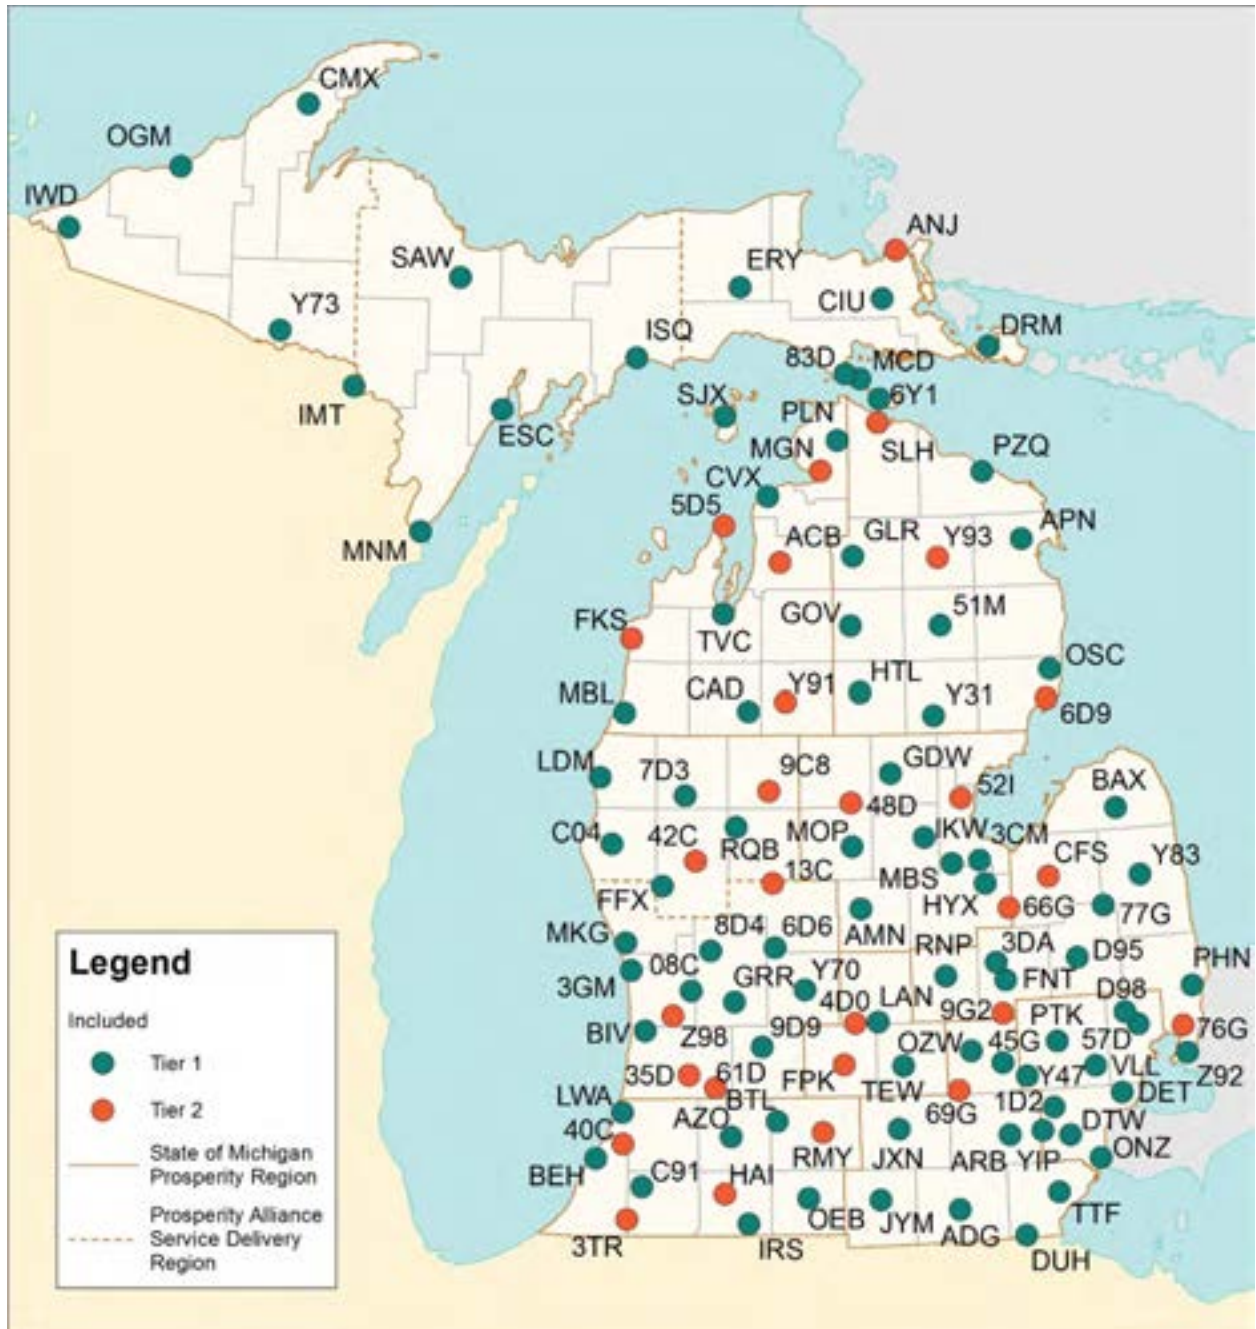 CMX
OGM
IWD
ANJ
SAW
ERY
CIU
Y73
ISQ
DRM
83D
MCD
6Y1
IMT
SJX
PLN
ESC
MGN
SLH
PZQ
CVX
5D5
ACB
GLR
Y93
APN
MNM
FKS
TVC
GOV
51M
OSC
MBL
CAD
Y91
HTL
Y31
6D9
LDM
7D3
9C8
GDW
52I
BAX
48D
C04
42C
RQB
MOP
IKW
3CM
CFS
Y83
13C
MBS
FFX
HYX
66G
77G
AMN
MKG
8D4
6D6
RNP
3DA
D95
PHN
3GM
08C
GRR
Y70
FNT
4D0
LAN
9G2
D98
PTK
76G
BIV
Z98
9D9
OZW
45G
57D
VLL
Z92
35D
61D
FPK
TEW
Y47
DET
LWA
BTL
69G
1D2
DTW
40C
AZO
ONZ
BEH
C91
HAI
RMY
JXN
ARB
YIP
3TR
IRS
OEB
JYM
ADG
TTF
DUH
Legend
Included
Tier 1
Tier 2
State of Michigan
Prosperity Region
Prosperity Alliance
Service Delivery
Region